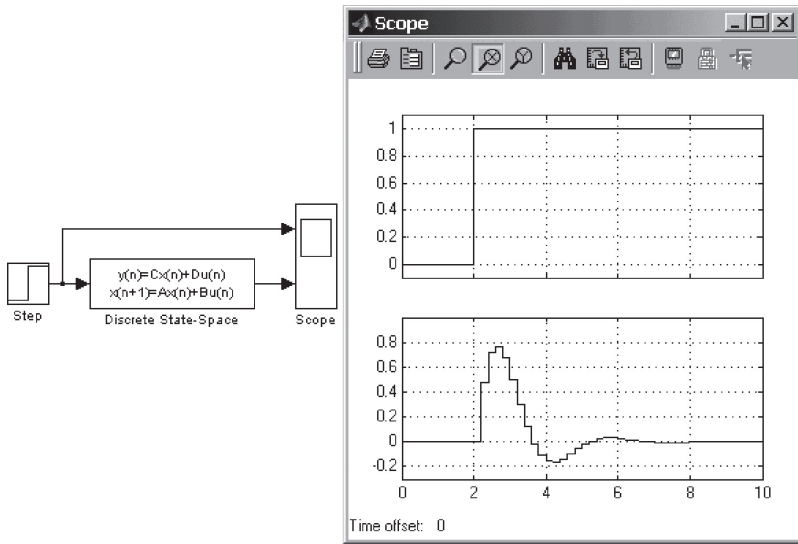 Scope
1
0.8
0.6
0.4
0.2
0
y(n)=Cx(n)+Du(n)
x(n+1)=Ax(n)+Bu(n)
Step
Discrete State-Space
Scope
0.8
0.6
0.4
0.2
0
-0.2
0 2 4 6 8 10
Time offset: 0